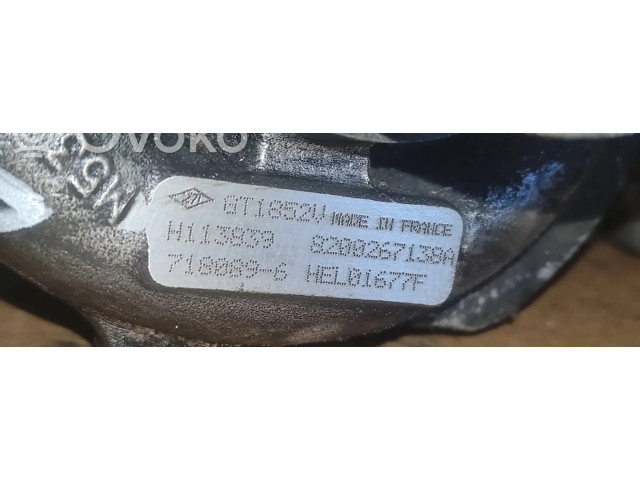 Ovoko
GT1852V MADE IN FRANCE
H113839 8200267138A
718089-6 HEL01677F